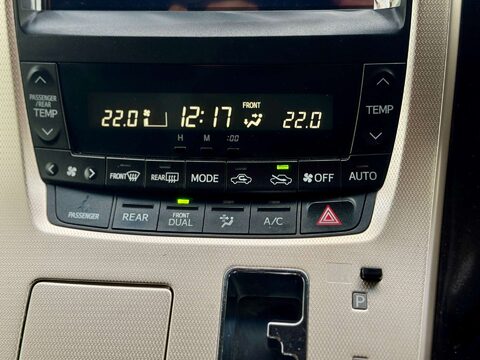 PASSENGER
/REAR
TEMP
22.0
12:17
FRONT
22.0
TEMP
H M :00
FRONT REAR MODE OFF AUTO
PASSENGER REAR FRONT DUAL A/C
P